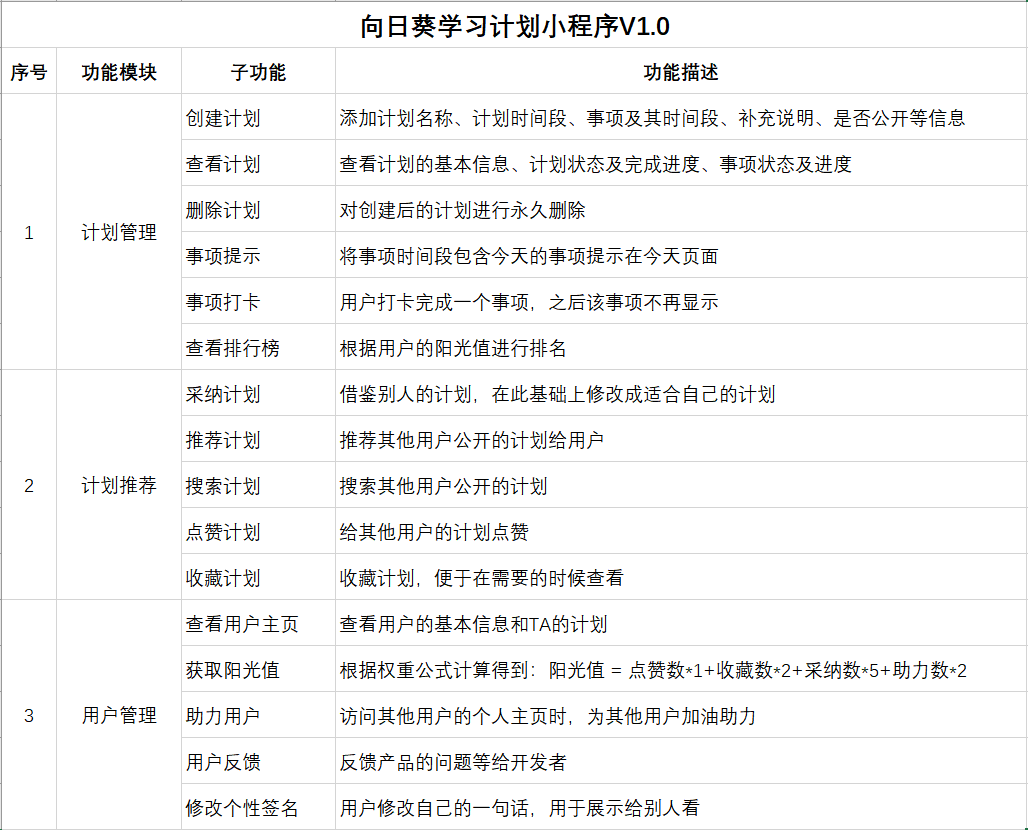 向日葵学习计划小程序V1.0
序号 功能模块 子功能 功能描述
1 计划管理
创建计划 添加计划名称、计划时间段、事项及其时间段、补充说明、是否公开等信息
查看计划 查看计划的基本信息、计划状态及完成进度、事项状态及进度
删除计划 对创建后的计划进行永久删除
事项提示 将事项时间段包含今天的事项提示在今天页面
事项打卡 用户打卡完成一个事项，之后该事项不再显示
查看排行榜 根据用户的阳光值进行排名
2 计划推荐
采纳计划 借鉴别人的计划，在此基础上修改成适合自己的计划
推荐计划 推荐其他用户公开的计划给用户
搜索计划 搜索其他用户公开的计划
点赞计划 给其他用户的计划点赞
收藏计划 收藏计划，便于在需要的时候查看
3 用户管理
查看用户主页 查看用户的基本信息和TA的计划
获取阳光值 根据权重公式计算得到：阳光值 = 点赞数*1+收藏数*2+采纳数*5+助力数*2
助力用户 访问其他用户的个人主页时，为其他用户加油助力
用户反馈 反馈产品的问题等给开发者
修改个性签名 用户修改自己的一句话，用于展示给别人看